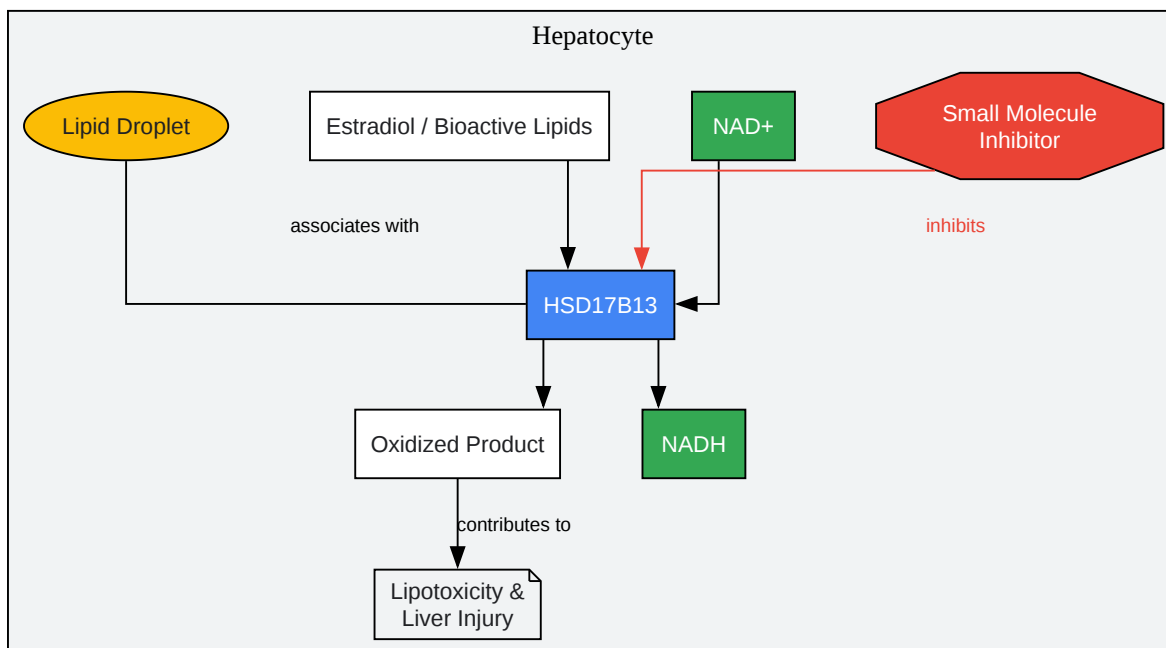 Hepatocyte
Lipid Droplet
Estradiol / Bioactive Lipids
NAD+
Small Molecule
Inhibitor
associates with
inhibits
HSD17B13
Oxidized Product
NADH
contributes to
Lipotoxicity &
Liver Injury